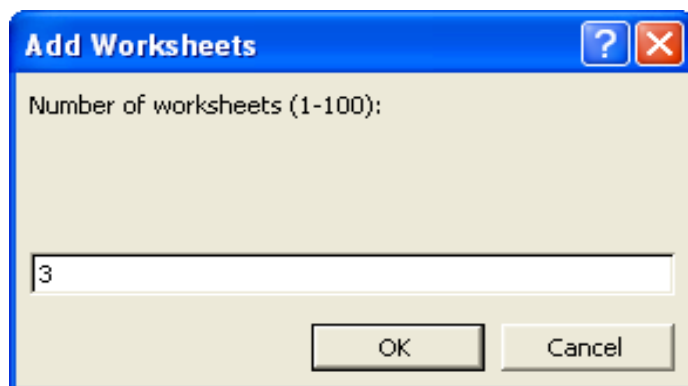 Add Worksheets
?
Number of worksheets (1-100):
3
OK Cancel